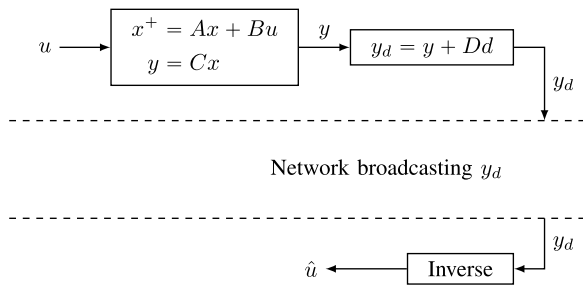 u
x⁺ = Ax + Bu
y = Cx
y
y_d = y + Dd
y_d
Network broadcasting y_d
y_d
û
Inverse